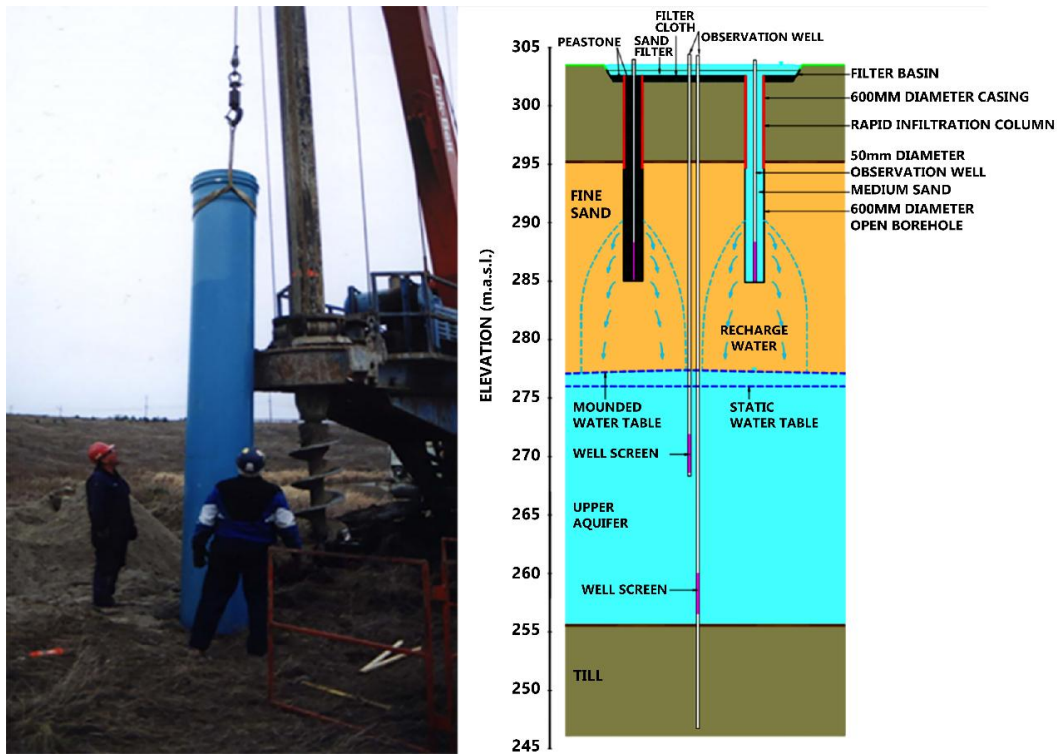 Link-Belt
FILTER
CLOTH
OBSERVATION WELL
SAND
FILTER
PEASTONE
305
FILTER BASIN
300
600MM DIAMETER CASING
RAPID INFILTRATION COLUMN
295
50mm DIAMETER
OBSERVATION WELL
MEDIUM SAND
600MM DIAMETER
OPEN BOREHOLE
FINE
SAND
290
285
ELEVATION (m.a.s.l.)
RECHARGE
WATER
280
275
MOUNDED
WATER TABLE
STATIC
WATER TABLE
270
WELL SCREEN
265
UPPER
AQUIFER
260
WELL SCREEN
255
TILL
250
245